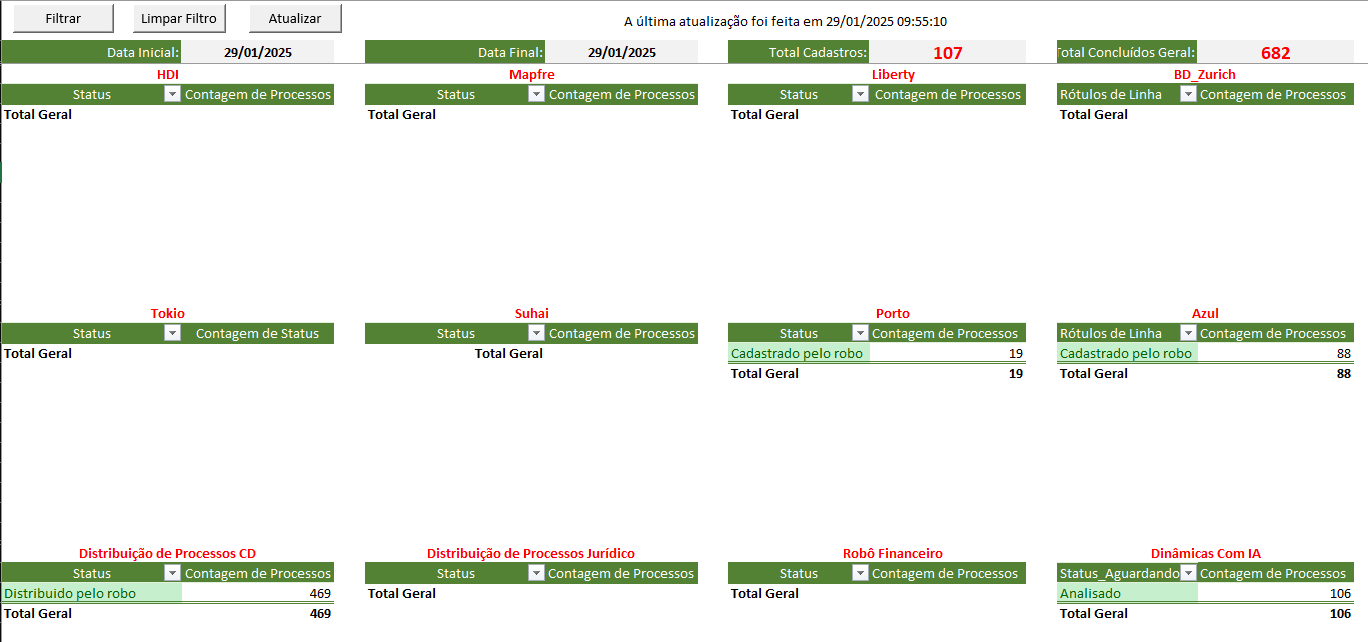 Filtrar Limpar Filtro Atualizar A última atualização foi feita em 29/01/2025 09:55:10
Data Inicial: 29/01/2025 Data Final: 29/01/2025 Total Cadastros: 107 otal Concluídos Geral: 682
HDI Mapfre Liberty BD_Zurich
Status Contagem de Processos Status Contagem de Processos Status Contagem de Processos Rótulos de Linha Contagem de Processos
Total Geral Total Geral Total Geral Total Geral
Tokio Suhai Porto Azul
Status Contagem de Status Status Contagem de Processos Status Contagem de Processos Rótulos de Linha Contagem de Processos
Total Geral Total Geral Cadastrado pelo robo 19 Cadastrado pelo robo 88
Total Geral 19 Total Geral 88
Distribuição de Processos CD Distribuição de Processos Jurídico Robô Financeiro Dinâmicas Com IA
Status Contagem de Processos Status Contagem de Processos Status Contagem de Processos Status_Aguardando Contagem de Processos
Distribuido pelo robo 469 Total Geral Total Geral Analisado 106
Total Geral 469 Total Geral 106